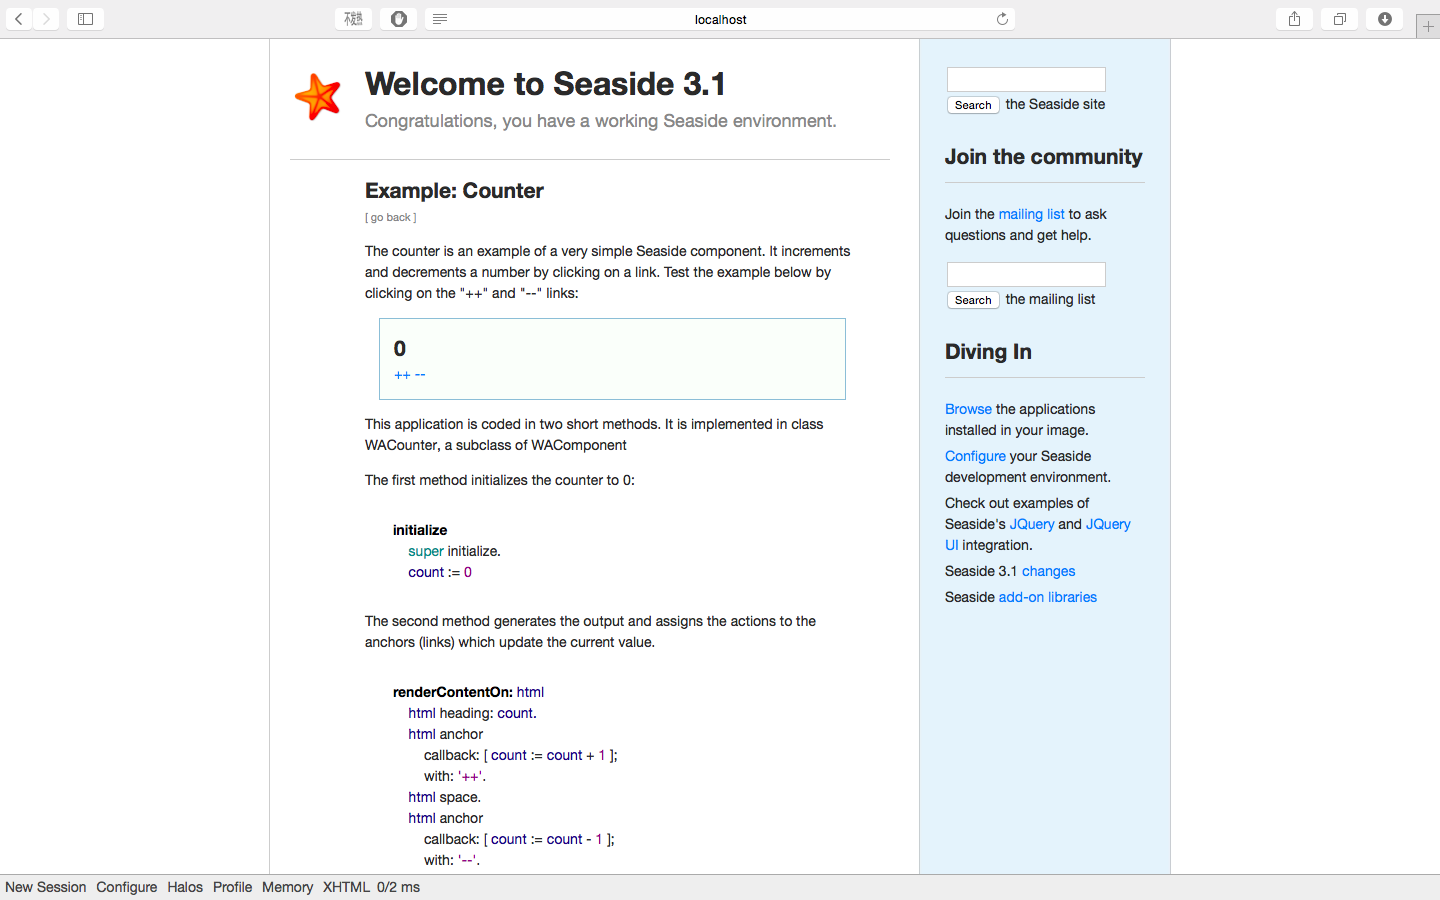 localhost
Welcome to Seaside 3.1
Congratulations, you have a working Seaside environment.
Example: Counter
[ go back ]
The counter is an example of a very simple Seaside component. It increments
and decrements a number by clicking on a link. Test the example below by
clicking on the "++" and "--" links:
0
++ --
This application is coded in two short methods. It is implemented in class
WACounter, a subclass of WAComponent
The first method initializes the counter to 0:
initialize
super initialize.
count := 0
The second method generates the output and assigns the actions to the
anchors (links) which update the current value.
renderContentOn: html
html heading: count.
html anchor
callback: [ count := count + 1 ];
with: '++'.
html space.
html anchor
callback: [ count := count - 1 ];
with: '--'.
Search the Seaside site
Join the community
Join the mailing list to ask
questions and get help.
Search the mailing list
Diving In
Browse the applications
installed in your image.
Configure your Seaside
development environment.
Check out examples of
Seaside's JQuery and JQuery
UI integration.
Seaside 3.1 changes
Seaside add-on libraries
New Session Configure Halos Profile Memory XHTML 0/2 ms